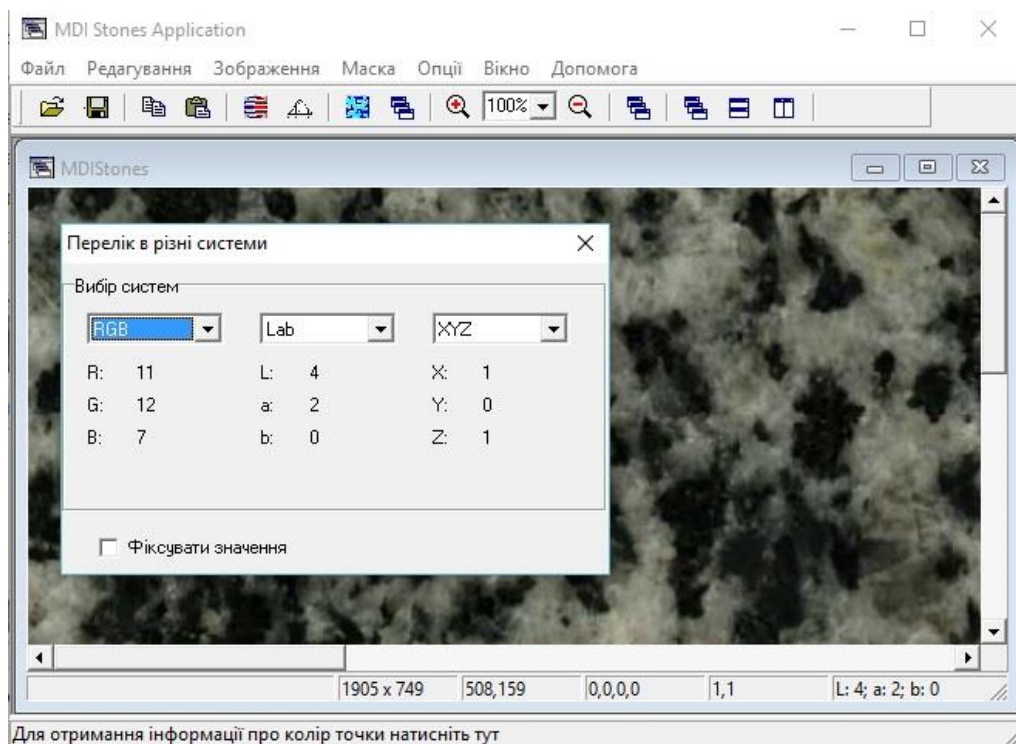 MDI Stones Application
Файл Редагування Зображення Маска Опції Вікно Допомога
100%
MDIStones
Перелік в різні системи
Вибір систем
RGB Lab XYZ
R: 11 L: 4 X: 1
G: 12 a: 2 Y: 0
B: 7 b: 0 Z: 1
Фіксувати значення
1905 x 749 508,159 0,0,0,0 1,1 L: 4; a: 2; b: 0
Для отримання інформації про колір точки натисніть тут